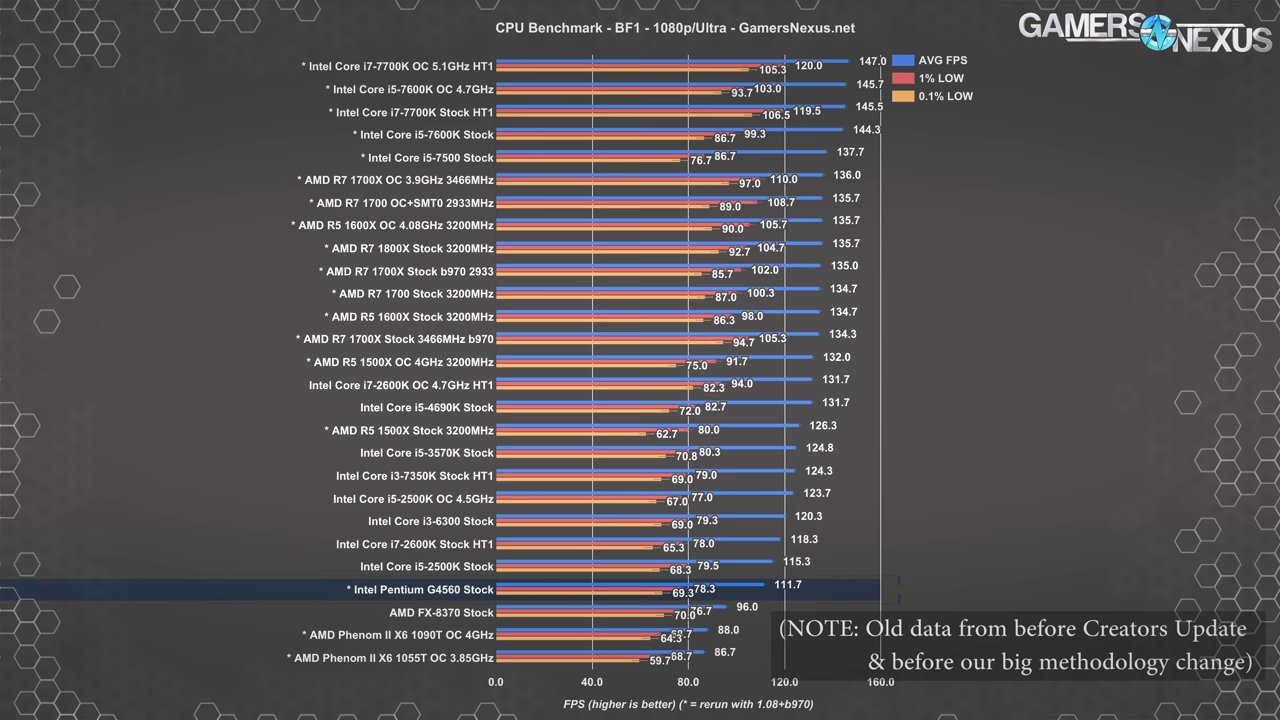 CPU Benchmark - BF1 - 1080p/Ultra - GamersNexus.net
GAMERS NEXUS
AVG FPS
1% LOW
0.1% LOW
* Intel Core i7-7700K OC 5.1GHz HT1 147.0 120.0 105.3
* Intel Core i5-7600K OC 4.7GHz 145.7 103.0 93.7
* Intel Core i7-7700K Stock HT1 145.5 119.5 106.5
* Intel Core i5-7600K Stock 144.3 99.3 86.7
* Intel Core i5-7500 Stock 137.7 86.7 76.7
* AMD R7 1700X OC 3.9GHz 3466MHz 136.0 110.0 97.0
* AMD R7 1700 OC+SMT0 2933MHz 135.7 108.7 89.0
* AMD R5 1600X OC 4.08GHz 3200MHz 135.7 105.7 90.0
* AMD R7 1800X Stock 3200MHz 135.7 104.7 92.7
* AMD R7 1700X Stock b970 2933 135.0 102.0 85.7
* AMD R7 1700 Stock 3200MHz 134.7 100.3 87.0
* AMD R5 1600X Stock 3200MHz 134.7 98.0 86.3
* AMD R7 1700X Stock 3466MHz b970 134.3 105.3 94.7
* AMD R5 1500X OC 4GHz 3200MHz 132.0 91.7 75.0
Intel Core i7-2600K OC 4.7GHz HT1 131.7 94.0 82.3
Intel Core i5-4690K Stock 131.7 82.7 72.0
* AMD R5 1500X Stock 3200MHz 126.3 80.0 62.7
Intel Core i5-3570K Stock 124.8 80.3 70.8
Intel Core i3-7350K Stock HT1 124.3 79.0 69.0
Intel Core i5-2500K OC 4.5GHz 123.7 77.0 67.0
Intel Core i3-6300 Stock 120.3 79.3 69.0
Intel Core i7-2600K Stock HT1 118.3 78.0 65.3
Intel Core i5-2500K Stock 115.3 79.5 68.3
* Intel Pentium G4560 Stock 111.7 78.3 69.3
AMD FX-8370 Stock 96.0 76.7 70.0
* AMD Phenom II X6 1090T OC 4GHz 88.0 64.3
* AMD Phenom II X6 1055T OC 3.85GHz 86.7 68.7 59.7
(NOTE: Old data from before Creators Update
& before our big methodology change)
0.0 40.0 80.0 120.0 160.0
FPS (higher is better) (* = rerun with 1.08+b970)